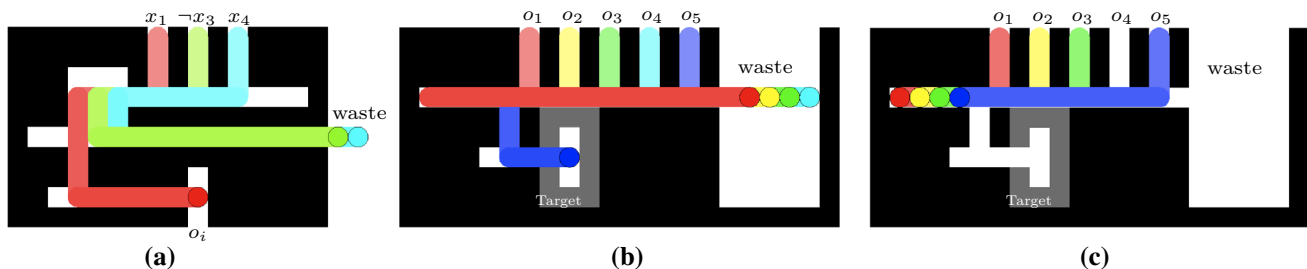 x₁ ¬x₃ x₄
waste
oᵢ
(a)
o₁ o₂ o₃ o₄ o₅
waste
Target
(b)
o₁ o₂ o₃ o₄ o₅
waste
Target
(c)